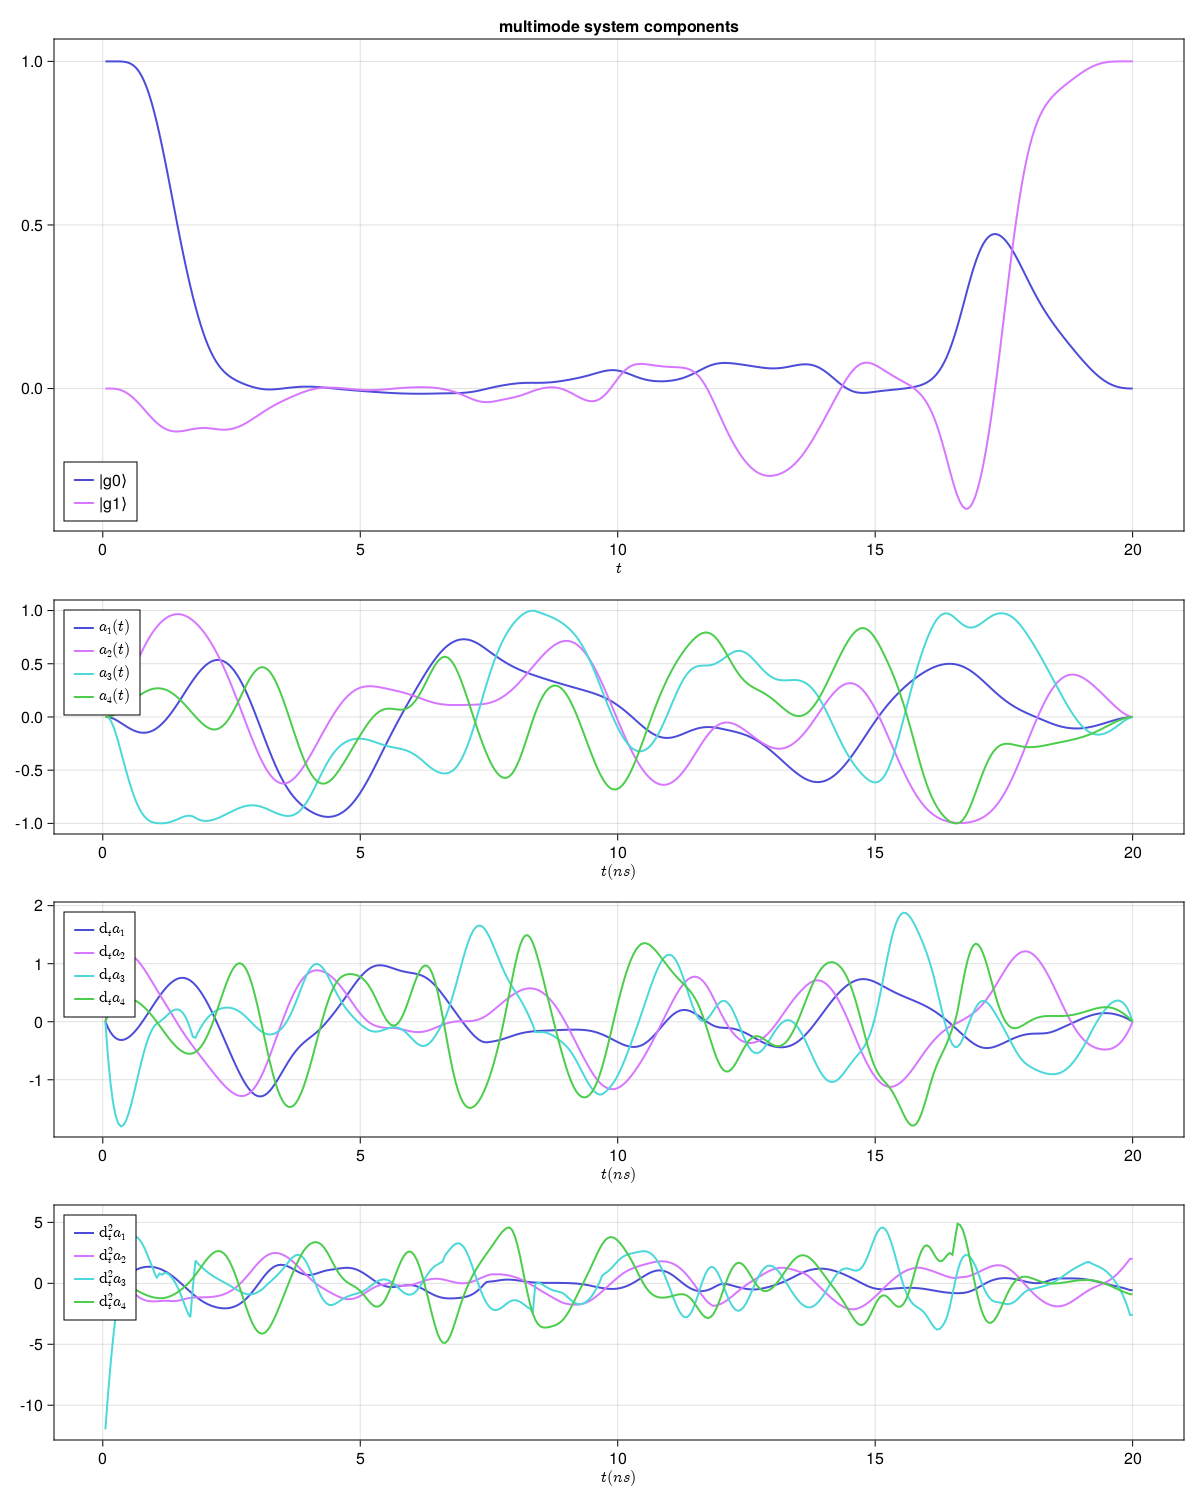 multimode system components
1.0
0.5
0.0
|g0⟩
|g1⟩
0 5 10 15 20
t
1.0
0.5
0.0
-0.5
-1.0
a₁(t)
a₂(t)
a₃(t)
a₄(t)
0 5 10 15 20
t(ns)
2
1
0
-1
dₜa₁
dₜa₂
dₜa₃
dₜa₄
0 5 10 15 20
t(ns)
5
0
-5
-10
d²ₜa₁
d²ₜa₂
d²ₜa₃
d²ₜa₄
0 5 10 15 20
t(ns)